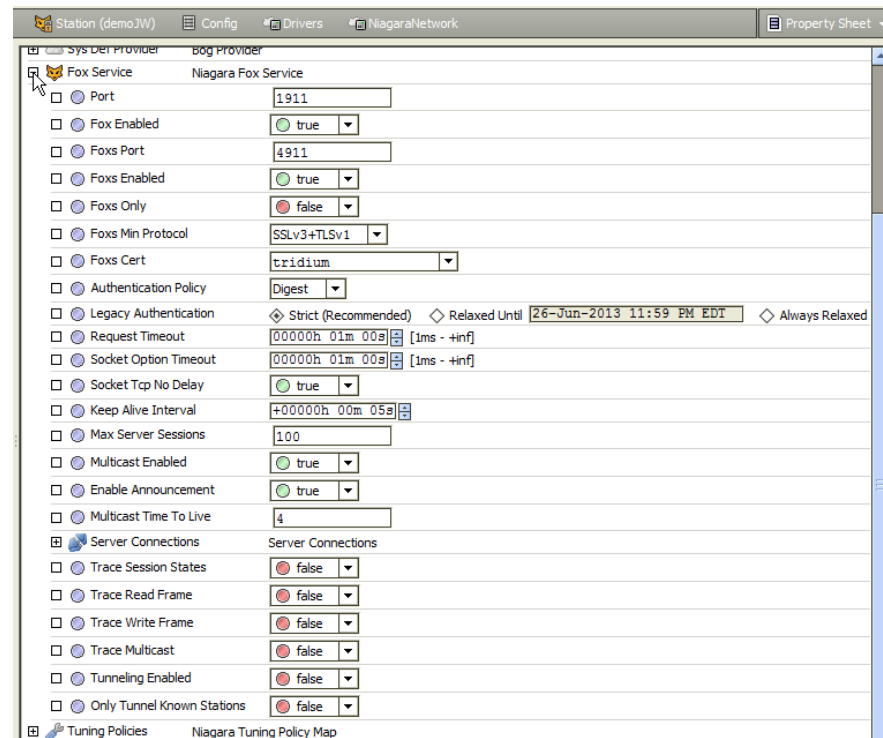 Station (demoJW) Config Drivers NiagaraNetwork Property Sheet
Sys Def Provider Bog Provider
Fox Service Niagara Fox Service
Port 1911
Fox Enabled true
Foxs Port 4911
Foxs Enabled true
Foxs Only false
Foxs Min Protocol SSLv3+TLSv1
Foxs Cert tridium
Authentication Policy Digest
Legacy Authentication Strict (Recommended) Relaxed Until 26-Jun-2013 11:59 PM EDT Always Relaxed
Request Timeout 00000h 01m 00s [1ms - +inf]
Socket Option Timeout 00000h 01m 00s [1ms - +inf]
Socket Tcp No Delay true
Keep Alive Interval +00000h 00m 05s
Max Server Sessions 100
Multicast Enabled true
Enable Announcement true
Multicast Time To Live 4
Server Connections Server Connections
Trace Session States false
Trace Read Frame false
Trace Write Frame false
Trace Multicast false
Tunneling Enabled false
Only Tunnel Known Stations false
Tuning Policies Niagara Tuning Policy Map